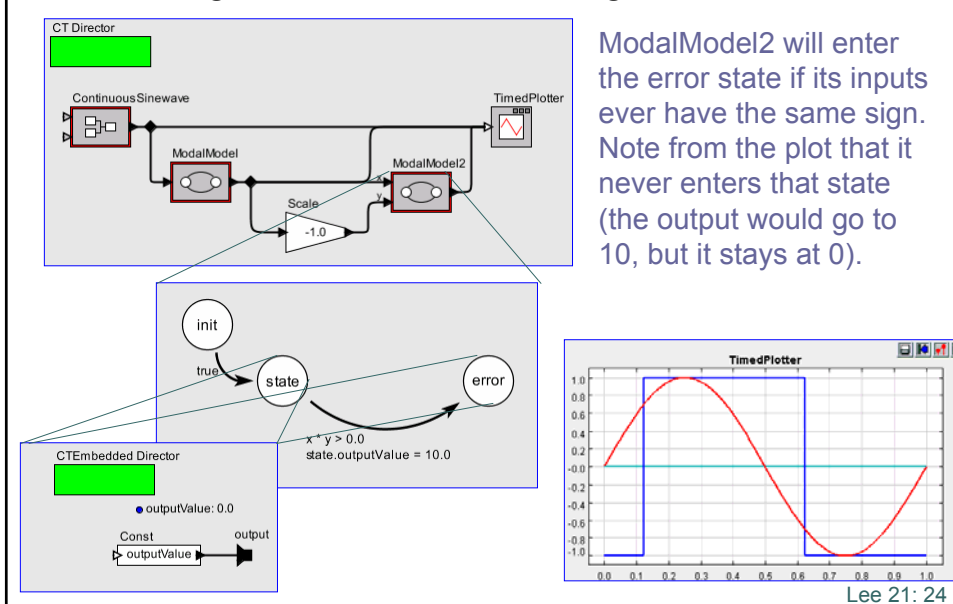 CT Director
ContinuousSinewave
TimedPlotter
ModalModel
ModalModel2
x
y
Scale
-1.0
ModalModel2 will enter
the error state if its inputs
ever have the same sign.
Note from the plot that it
never enters that state
(the output would go to
10, but it stays at 0).
init
true
state
error
x * y > 0.0
state.outputValue = 10.0
CTEmbedded Director
outputValue: 0.0
Const
output
outputValue
TimedPlotter
1.0
0.8
0.6
0.4
0.2
-0.0
-0.2
-0.4
-0.6
-0.8
-1.0
0.0 0.1 0.2 0.3 0.4 0.5 0.6 0.7 0.8 0.9 1.0
Lee 21: 24